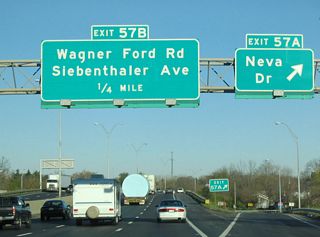 EXIT 57B
Wagner Ford Rd
Siebenthaler Ave
1/4 MILE
EXIT 57A
Neva
Dr
EXIT
57A